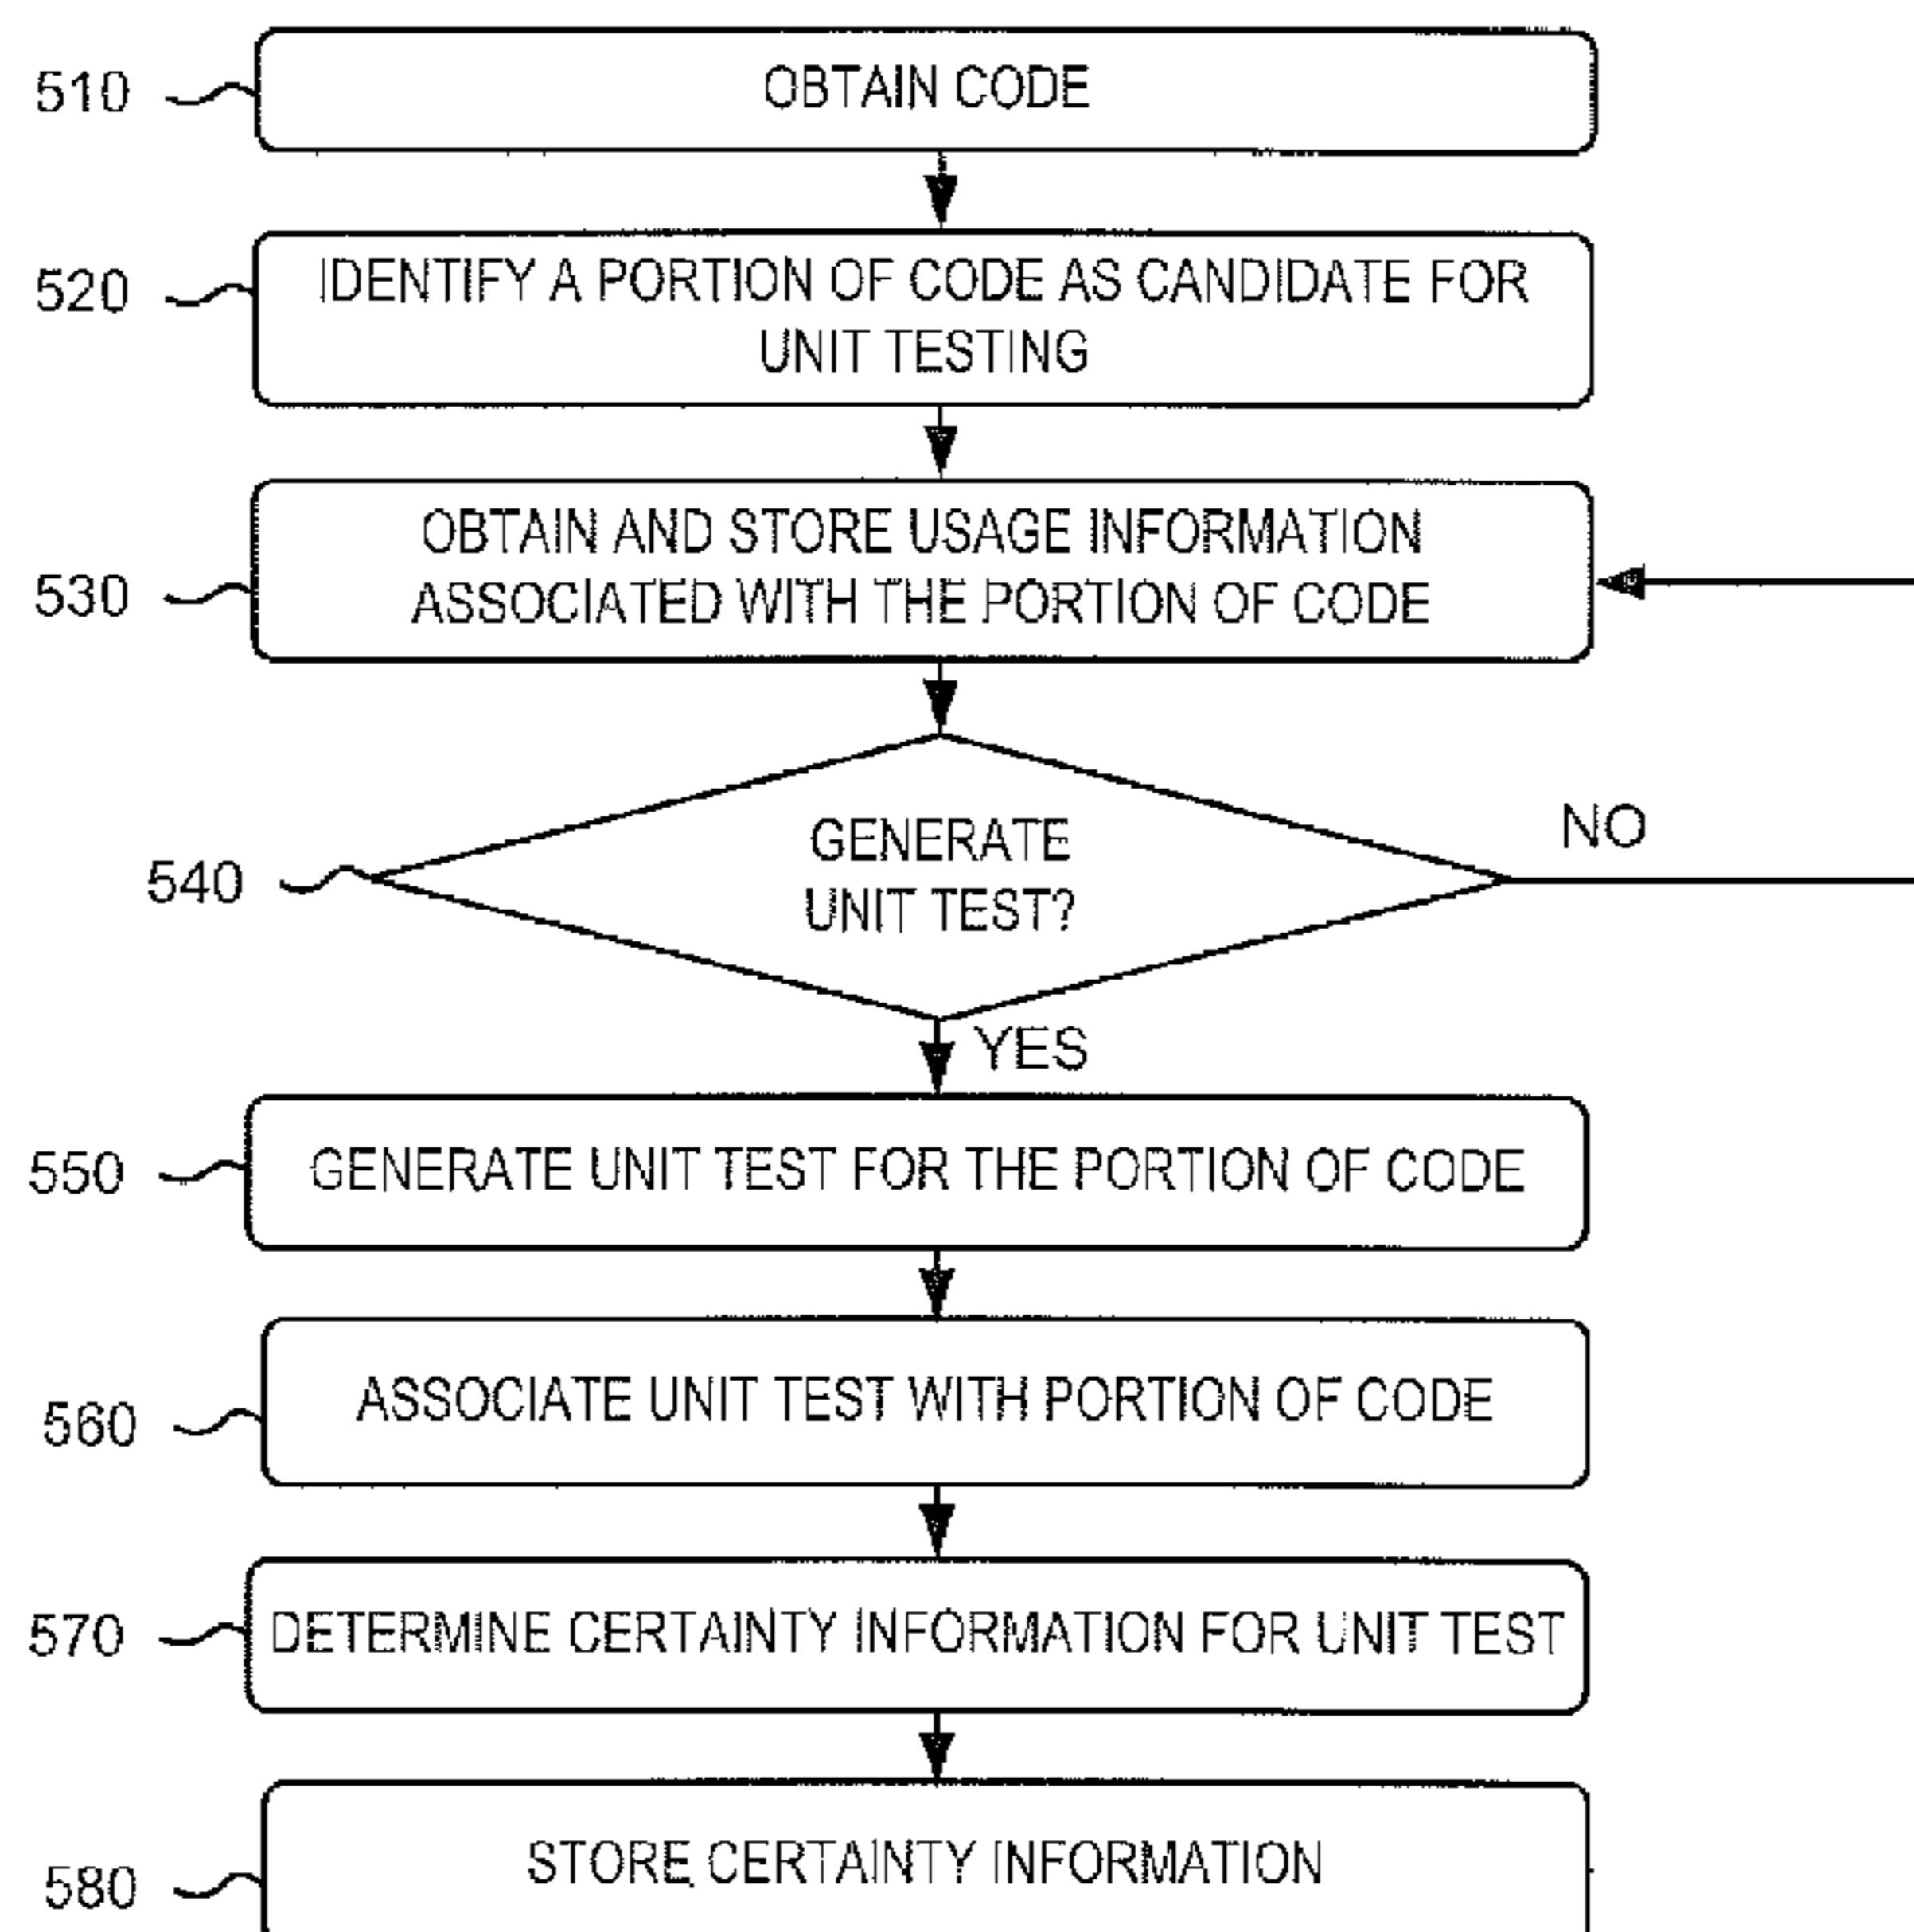 510
OBTAIN CODE
520
IDENTIFY A PORTION OF CODE AS CANDIDATE FOR
UNIT TESTING
530
OBTAIN AND STORE USAGE INFORMATION
ASSOCIATED WITH THE PORTION OF CODE
540
GENERATE
UNIT TEST?
NO
YES
550
GENERATE UNIT TEST FOR THE PORTION OF CODE
560
ASSOCIATE UNIT TEST WITH PORTION OF CODE
570
DETERMINE CERTAINTY INFORMATION FOR UNIT TEST
580
STORE CERTAINTY INFORMATION